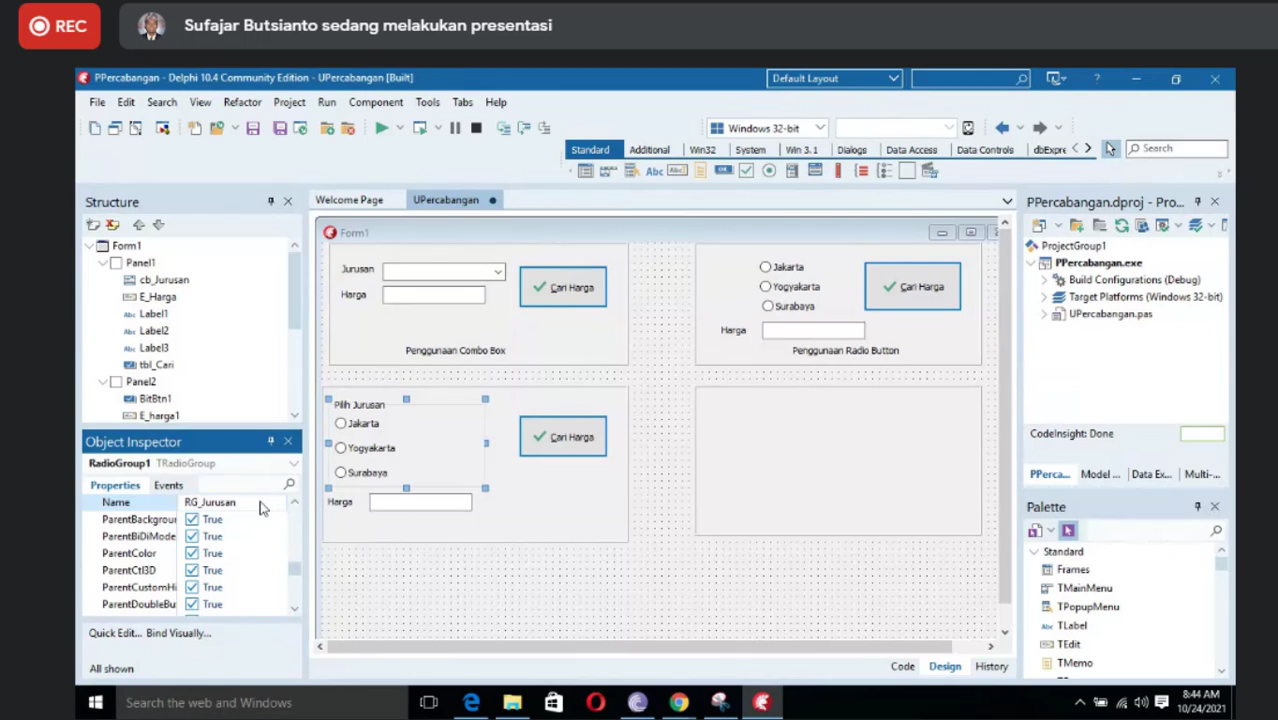 REC
Sufajar Butsianto sedang melakukan presentasi
PPercabangan - Delphi 10.4 Community Edition - UPercabangan [Built]
Default Layout
File Edit Search View Refactor Project Run Component Tools Tabs Help
Windows 32-bit
Standard Additional Win32 System Win 3.1 Dialogs Data Access Data Controls dbExpre
Search
Structure
Form1
Panel1
cb_Jurusan
E_Harga
Label1
Label2
Label3
tbl_Cari
Panel2
BitBtn1
E_harga1
Object Inspector
RadioGroup1 TRadioGroup
Properties Events
Name RG_Jurusan
ParentBackgroun True
ParentBiDiMode True
ParentColor True
ParentCtl3D True
ParentCustomHi True
ParentDoubleBu True
Quick Edit... Bind Visually...
All shown
Welcome Page UPercabangan
Form1
Jurusan
Harga
Cari Harga
Penggunaan Combo Box
Jakarta
Yogyakarta
Surabaya
Cari Harga
Harga
Penggunaan Radio Button
Pilih Jurusan
Jakarta
Yogyakarta
Surabaya
Cari Harga
Harga
Code Design History
PPercabangan.dproj - Pro...
ProjectGroup1
PPercabangan.exe
Build Configurations (Debug)
Target Platforms (Windows 32-bit)
UPercabangan.pas
CodeInsight: Done
PPerca... Model ... Data Ex... Multi-...
Palette
Standard
Frames
TMainMenu
TPopupMenu
TLabel
TEdit
TMemo
Search the web and Windows
8:44 AM
10/24/2021